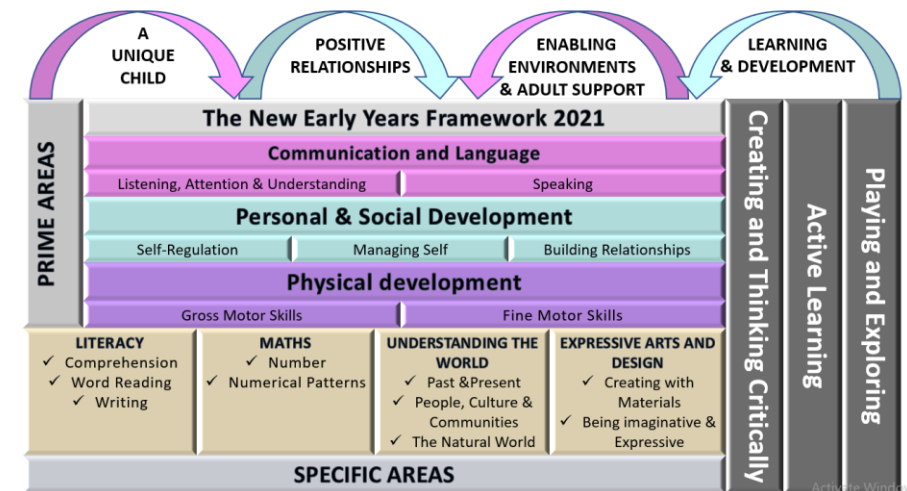 A
UNIQUE
CHILD
POSITIVE
RELATIONSHIPS
ENABLING
ENVIRONMENTS
& ADULT SUPPORT
LEARNING
& DEVELOPMENT
PRIME AREAS
The New Early Years Framework 2021
Communication and Language
Listening, Attention & Understanding
Speaking
Personal & Social Development
Self-Regulation
Managing Self
Building Relationships
Physical development
Gross Motor Skills
Fine Motor Skills
LITERACY
✓ Comprehension
✓ Word Reading
✓ Writing
MATHS
✓ Number
✓ Numerical Patterns
UNDERSTANDING THE
WORLD
✓ Past &Present
✓ People, Culture &
Communities
✓ The Natural World
EXPRESSIVE ARTS AND
DESIGN
✓ Creating with
Materials
✓ Being imaginative &
Expressive
SPECIFIC AREAS
Creating and Thinking Critically
Active Learning
Playing and Exploring
Activate